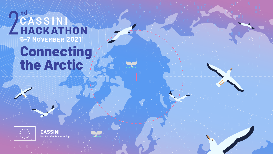 2nd CASSINI
HACKATHON
5-7 NOVEMBER 2021
Connecting
the Arctic
CASSINI